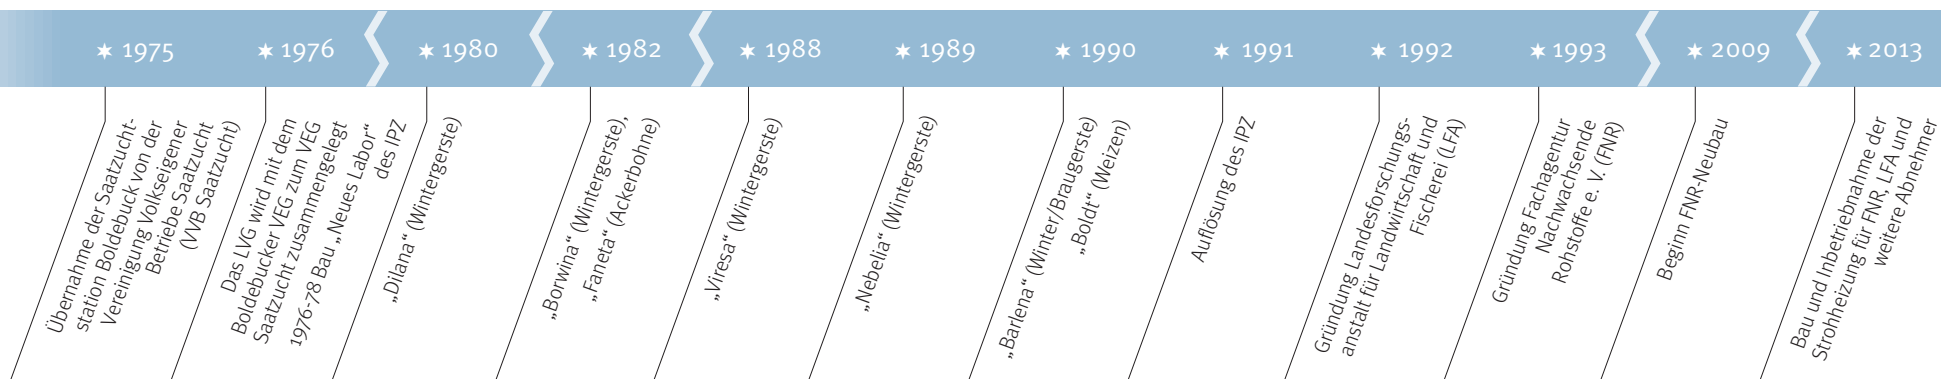 1975
1976
1980
1982
1988
1989
1990
1991
1992
1993
2009
2013
Übernahme der Saatzucht-
station Boldebuck von der
Vereinigung Volkseigener
Betriebe Saatzucht
(VVB Saatzucht)
Das LVG wird mit dem
Boldebucker VEG zum VEG
Saatzucht zusammengelegt
1976-78 Bau „Neues Labor“
des IPZ
„Dilana“ (Wintergerste)
„Borwina“ (Wintergerste),
„Faneta“ (Ackerbohne)
„Viresa“ (Wintergerste)
„Nebelia“ (Wintergerste)
„Barlena“ (Winter/Braugerste)
„Boldt“ (Weizen)
Auflösung des IPZ
Gründung Landesforschungs-
anstalt für Landwirtschaft und
Fischerei (LFA)
Gründung Fachagentur
Nachwachsende
Rohstoffe e. V. (FNR)
Beginn FNR-Neubau
Bau und Inbetriebnahme der
Strohheizung für FNR, LFA und
weitere Abnehmer